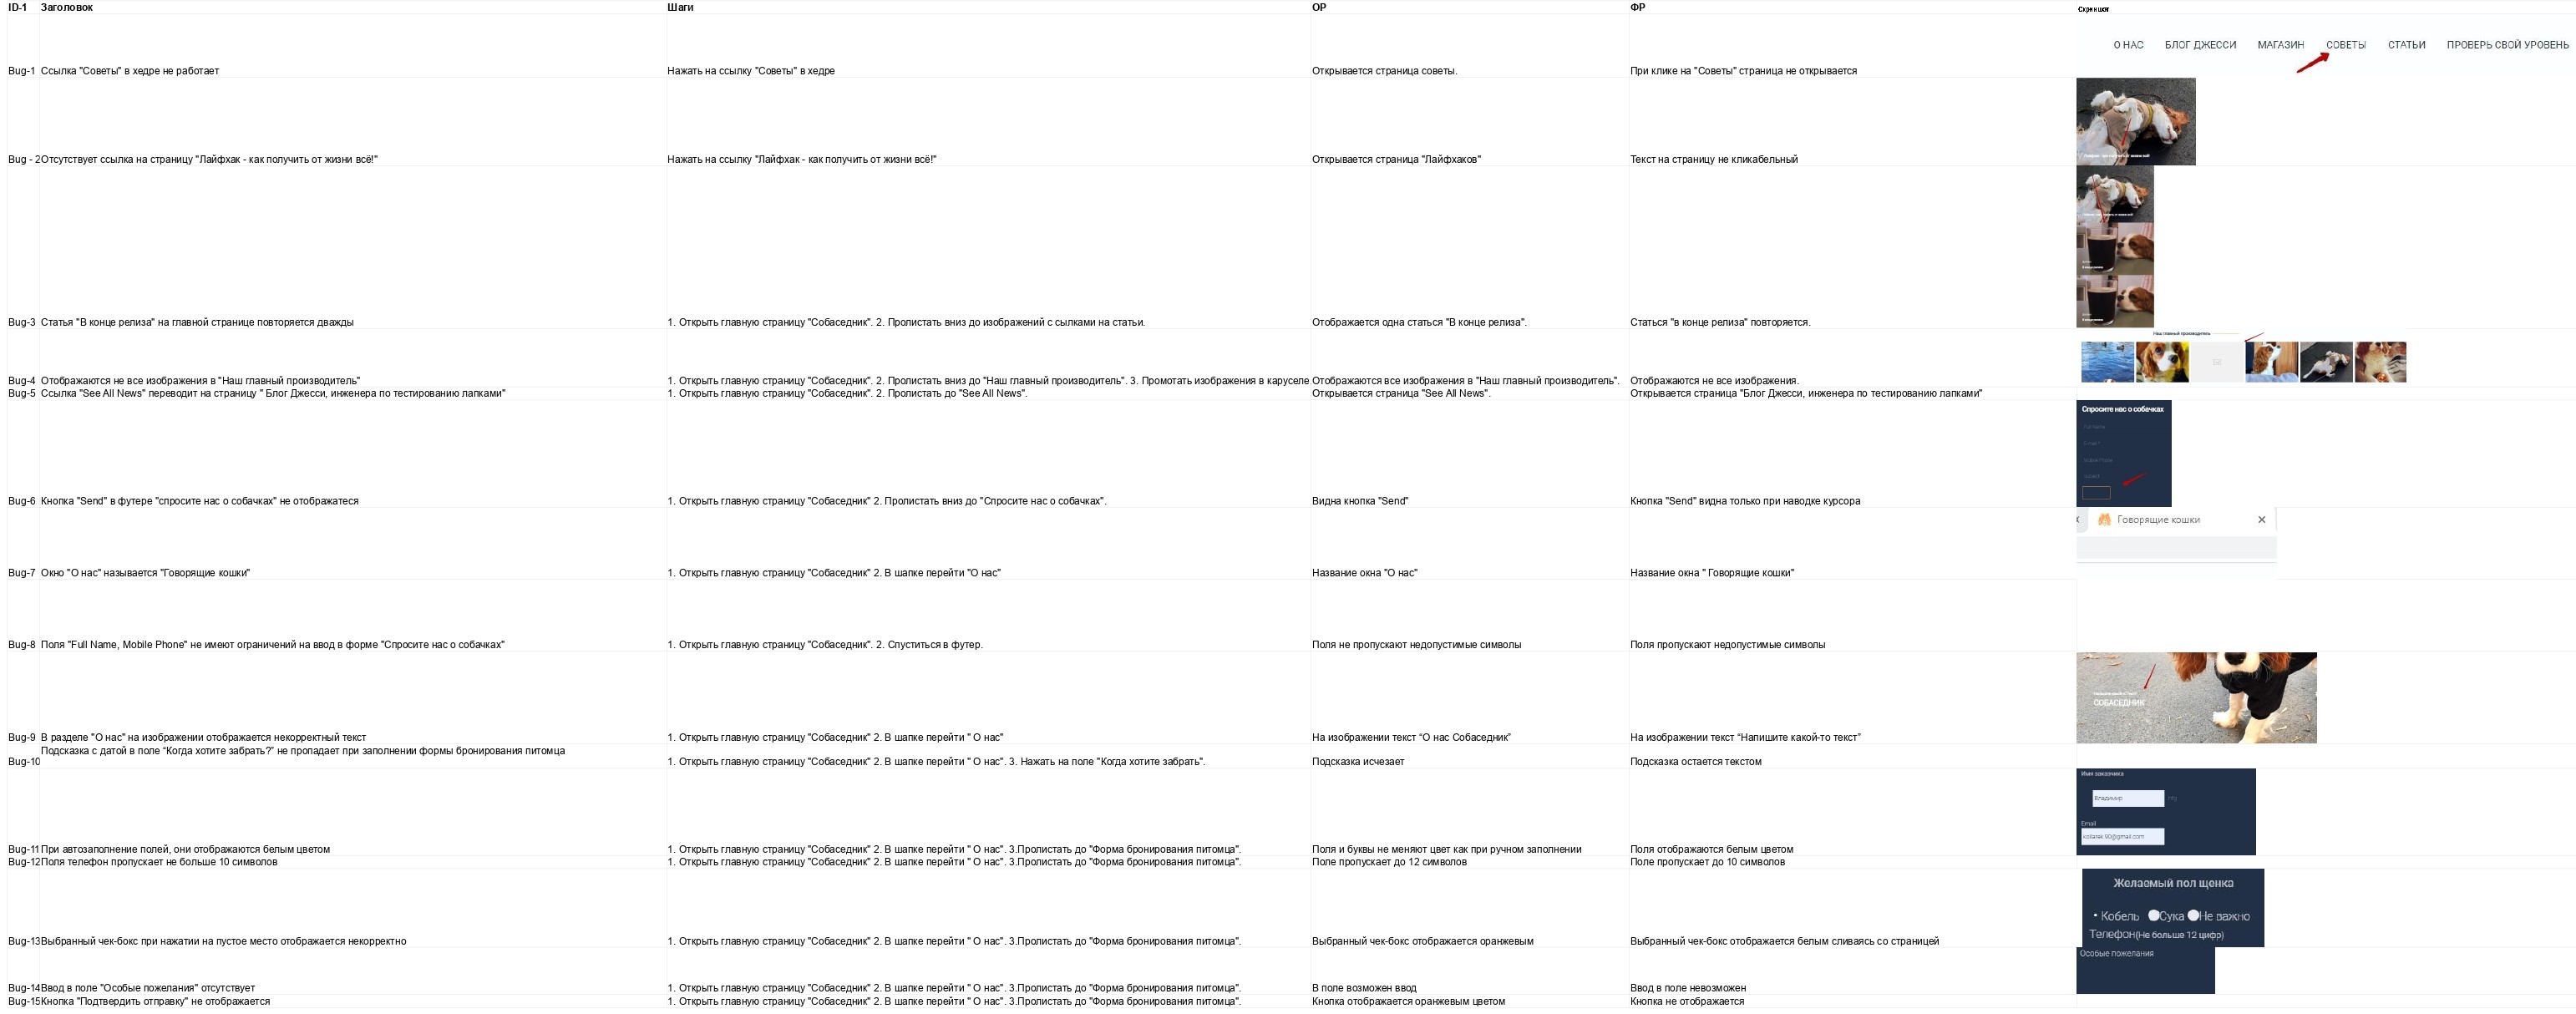 ID-1 Заголовок Шаги ОР ФР Скриншот
О НАС БЛОГ ДЖЕССИ МАГАЗИН СОВЕТЫ СТАТЬИ ПРОВЕРЬ СВОЙ УРОВЕНЬ
Bug-1 Ссылка "Советы" в хедре не работает Нажать на ссылку "Советы" в хедре Открывается страница советы. При клике на "Советы" страница не открывается
Bug - 2 Отсутствует ссылка на страницу "Лайфхак - как получить от жизни всё!" Нажать на ссылку "Лайфхак - как получить от жизни всё!" Открывается страница "Лайфхаков" Текст на страницу не кликабельный
Bug-3 Статья "В конце релиза" на главной странице повторяется дважды 1. Открыть главную страницу "Собаседник". 2. Пролистать вниз до изображений с сылками на статьи. Отображается одна статься "В конце релиза". Статься "в конце релиза" повторяется.
Наш главный производитель
Bug-4 Отображаются не все изображения в "Наш главный производитель" 1. Открыть главную страницу "Собаседник". 2. Пролистать вниз до "Наш главный производитель". 3. Промотать изображения в каруселе Отображаются все изображения в "Наш главный производитель". Отображаются не все изображения.
Bug-5 Ссылка "See All News" переводит на страницу " Блог Джесси, инженера по тестированию лапками" 1. Открыть главную страницу "Собаседник". 2. Пролистать до "See All News". Открывается страница "See All News". Открывается страница "Блог Джесси, инженера по тестированию лапками"
Спросите нас о собачках
Bug-6 Кнопка "Send" в футере "спросите нас о собачках" не отображатеся 1. Открыть главную страницу "Собаседник" 2. Пролистать вниз до "Спросите нас о собачках". Видна кнопка "Send" Кнопка "Send" видна только при наводке курсора
Говорящие кошки
Bug-7 Окно "О нас" называется "Говорящие кошки" 1. Открыть главную страницу "Собаседник" 2. В шапке перейти "О нас" Название окна "О нас" Название окна " Говорящие кошки"
Bug-8 Поля "Full Name, Mobile Phone" не имеют ограничений на ввод в форме "Спросите нас о собачках" 1. Открыть главную страницу "Собаседник". 2. Спуститься в футер. Поля не пропускают недопустимые символы Поля пропускают недопустимые символы
СОБАСЕДНИК
Bug-9 В разделе "О нас" на изображении отображается некорректный текст 1. Открыть главную страницу "Собаседник" 2. В шапке перейти " О нас" На изображении текст “О нас Собаседник” На изображении текст “Напишите какой-то текст”
Подсказка с датой в поле “Когда хотите забрать?” не пропадает при заполнении формы бронирования питомца
Bug-10 1. Открыть главную страницу "Собаседник" 2. В шапке перейти " О нас". 3. Нажать на поле "Когда хотите забрать". Подсказка исчезает Подсказка остается текстом
Имя заказчика
Владимир
Email
Bug-11 При автозаполнение полей, они отображаются белым цветом 1. Открыть главную страницу "Собаседник" 2. В шапке перейти " О нас". 3.Пролистать до "Форма бронирования питомца". Поля и буквы не меняют цвет как при ручном заполнении Поля отображаются белым цветом
Bug-12 Поля телефон пропускает не больше 10 символов 1. Открыть главную страницу "Собаседник" 2. В шапке перейти " О нас". 3.Пролистать до "Форма бронирования питомца". Поле пропускает до 12 символов Поле пропускает до 10 символов
Желаемый пол щенка
Кобель Сука Не важно
Телефон(Не больше 12 цифр)
Bug-13 Выбранный чек-бокс при нажатии на пустое место отображается некорректно 1. Открыть главную страницу "Собаседник" 2. В шапке перейти " О нас". 3.Пролистать до "Форма бронирования питомца". Выбранный чек-бокс отображается оранжевым Выбранный чек-бокс отображается белым сливаясь со страницей
Особые пожелания
Bug-14 Ввод в поле "Особые пожелания" отсутствует 1. Открыть главную страницу "Собаседник" 2. В шапке перейти " О нас". 3.Пролистать до "Форма бронирования питомца". В поле возможен ввод Ввод в поле невозможен
Bug-15 Кнопка "Подтвердить отправку" не отображается 1. Открыть главную страницу "Собаседник" 2. В шапке перейти " О нас". 3.Пролистать до "Форма бронирования питомца". Кнопка отображается оранжевым цветом Кнопка не отображается